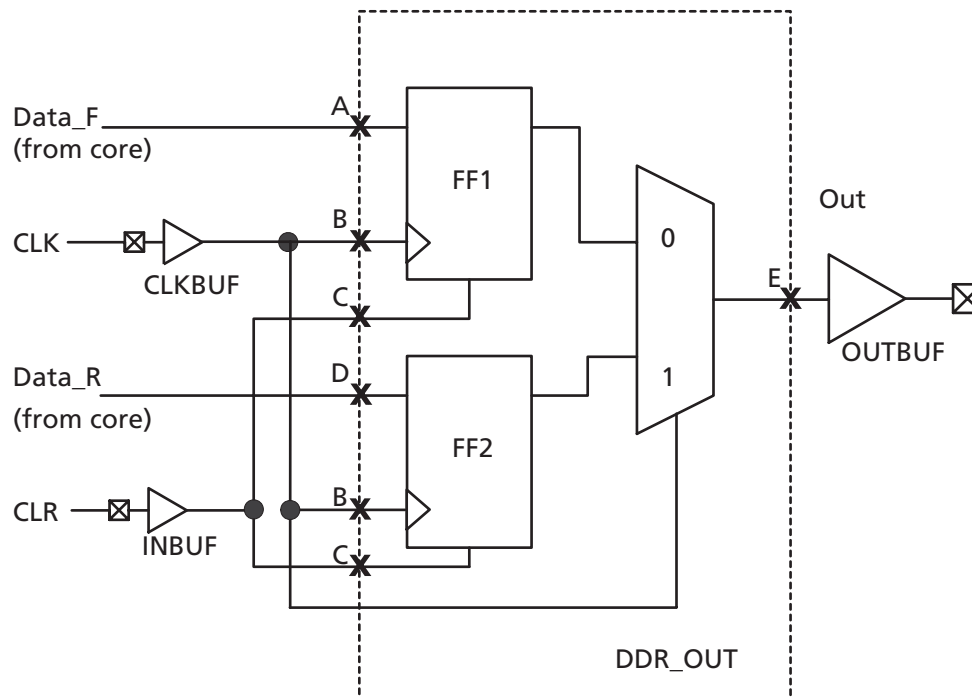 Data_F
(from core)
A
FF1
CLK
CLKBUF
B
0
Out
C
E
OUTBUF
Data_R
(from core)
D
1
FF2
CLR
INBUF
B
C
DDR_OUT